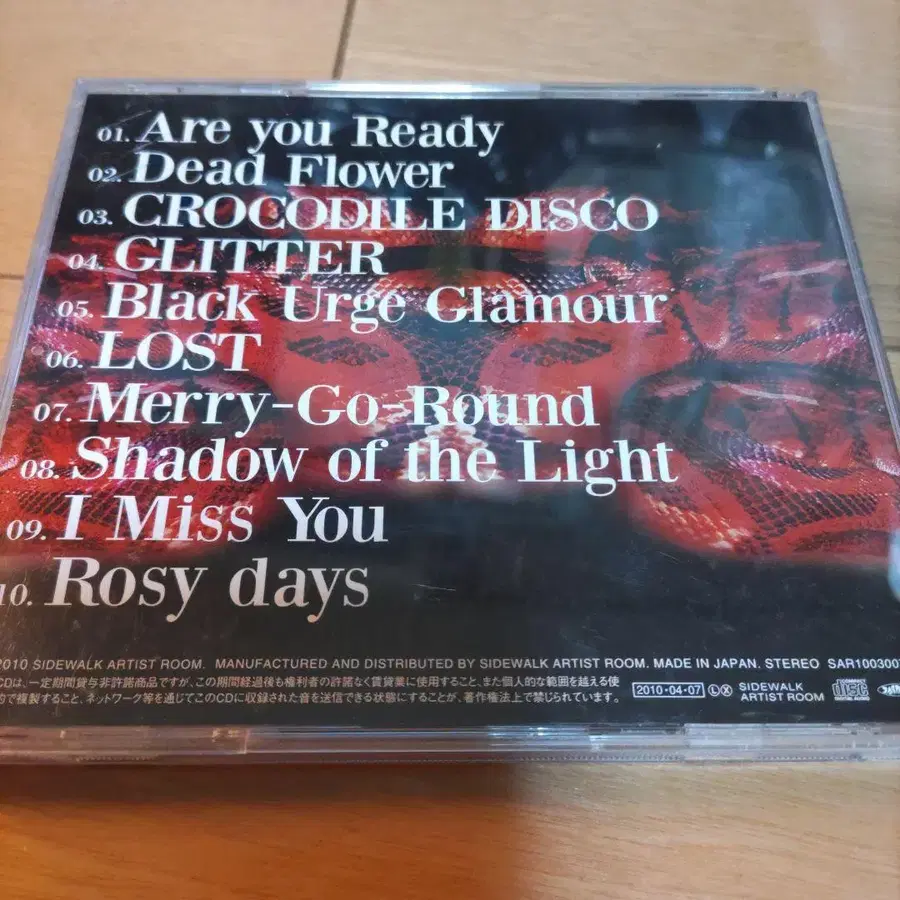 01. Are you Ready
02. Dead Flower
03. CROCODILE DISCO
04. GLITTER
05. Black Urge Glamour
06. LOST
07. Merry-Go-Round
08. Shadow of the Light
09. I Miss You
10. Rosy days
2010 SIDEWALK ARTIST ROOM. MANUFACTURED AND DISTRIBUTED BY SIDEWALK ARTIST ROOM. MADE IN JAPAN. STEREO SAR1003007
CDは、一定期間貸与非許諾商品ですが、この期間経過後も権利者の許諾なく賃貸業に使用すること、また個人的な範囲を超える使
的で複製すること、ネットワーク等を通じてこのCDに収録された音を送信できる状態にすることが、著作権法上で禁じられています。
2010・04・07 L X SIDEWALK ARTIST ROOM
COMPACT disc DIGITAL AUDIO